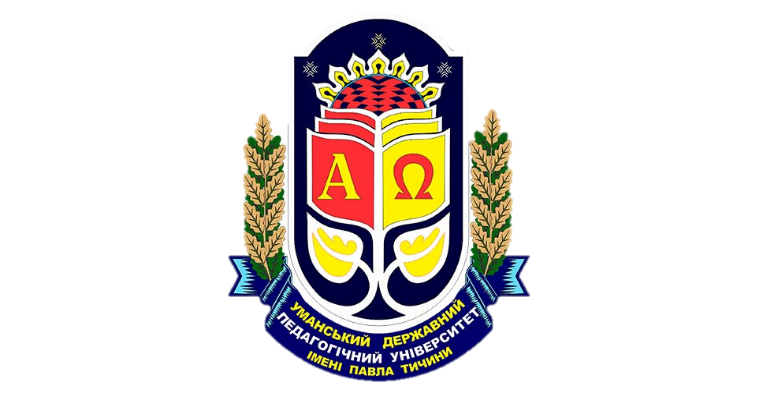 Α Ω
УМАНСЬКИЙ ДЕРЖАВНИЙ
ПЕДАГОГІЧНИЙ УНІВЕРСИТЕТ
ІМЕНІ ПАВЛА ТИЧИНИ